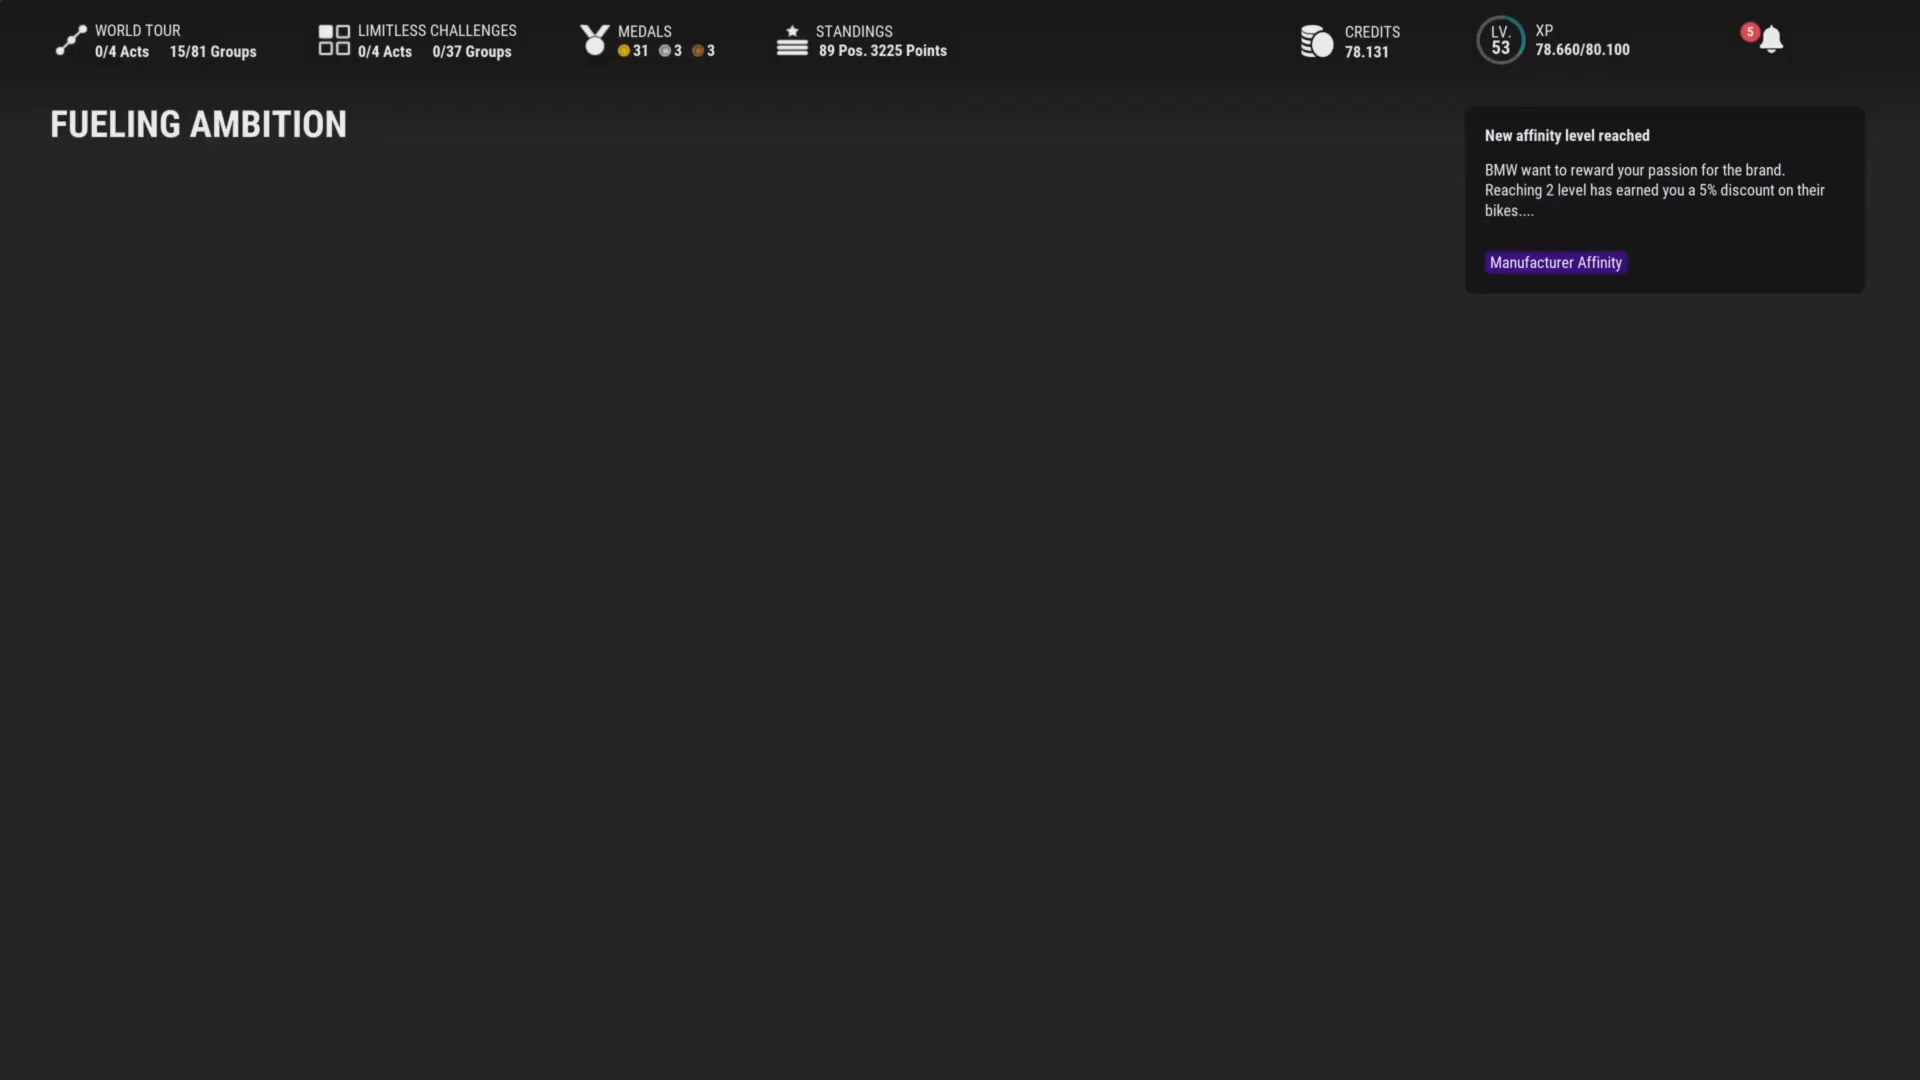 WORLD TOUR
0/4 Acts 15/81 Groups
LIMITLESS CHALLENGES
0/4 Acts 0/37 Groups
MEDALS
31 3 3
STANDINGS
89 Pos. 3225 Points
CREDITS
78.131
LV.
53
XP
78.660/80.100
5
FUELING AMBITION
New affinity level reached
BMW want to reward your passion for the brand.
Reaching 2 level has earned you a 5% discount on their
bikes....
Manufacturer Affinity